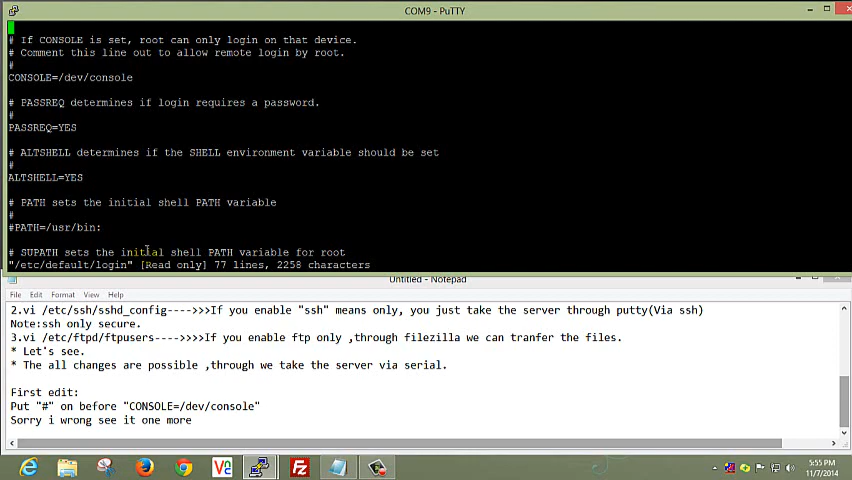 COM9 - PuTTY
# If CONSOLE is set, root can only login on that device.
# Comment this line out to allow remote login by root.
#
CONSOLE=/dev/console
# PASSREQ determines if login requires a password.
#
PASSREQ=YES
# ALTSHELL determines if the SHELL environment variable should be set
#
ALTSHELL=YES
# PATH sets the initial shell PATH variable
#
#PATH=/usr/bin:
# SUPATH sets the initial shell PATH variable for root
"/etc/default/login" [Read only] 77 lines, 2258 characters
Untitled - Notepad
File Edit Format View Help
2.vi /etc/ssh/sshd_config---->>>If you enable "ssh" means only, you just take the server through putty(Via ssh)
Note:ssh only secure.
3.vi /etc/ftpd/ftpusers---->>>>If you enable ftp only ,through filezilla we can tranfer the files.
* Let's see.
* The all changes are possible ,through we take the server via serial.
First edit:
Put "#" on before "CONSOLE=/dev/console"
Sorry i wrong see it one more
5:55 PM
11/7/2014